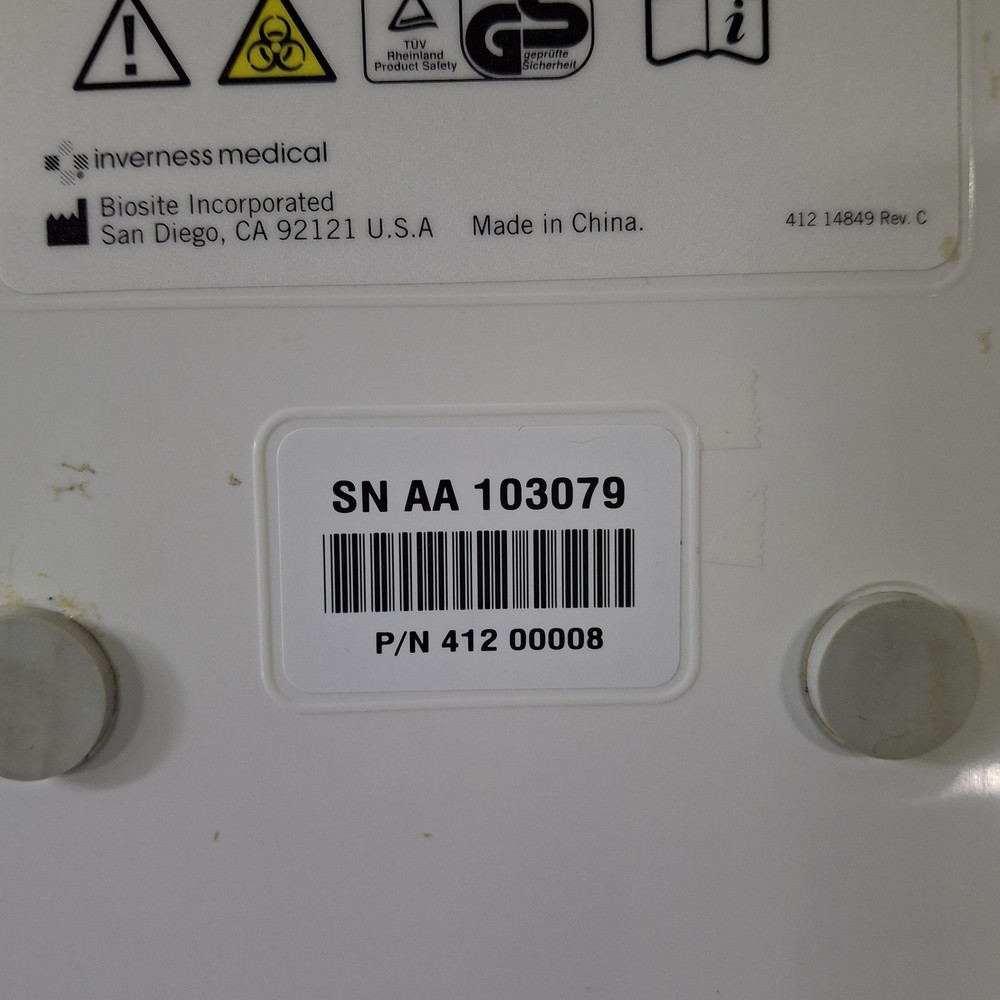 TÜV
Rheinland
Product Safety
GS
geprüfte
Sicherheit
i
inverness medical
Biosite Incorporated
San Diego, CA 92121 U.S.A Made in China.
412 14849 Rev. C
SN AA 103079
P/N 412 00008